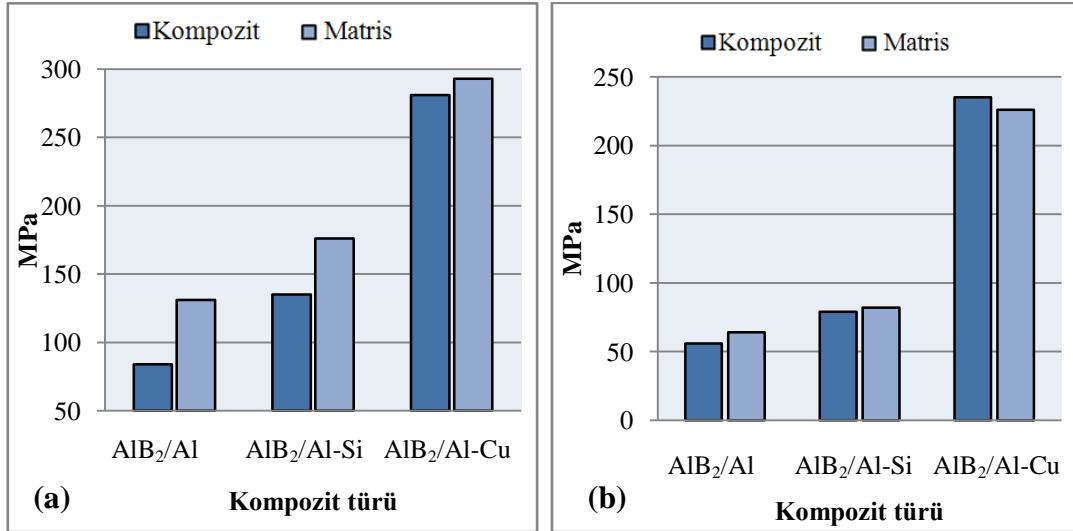 Kompozit Matris
300
250
200
150
100
50
MPa
AlB₂/Al AlB₂/Al-Si AlB₂/Al-Cu
(a) Kompozit türü
Kompozit Matris
250
200
150
100
50
0
MPa
AlB₂/Al AlB₂/Al-Si AlB₂/Al-Cu
(b) Kompozit türü